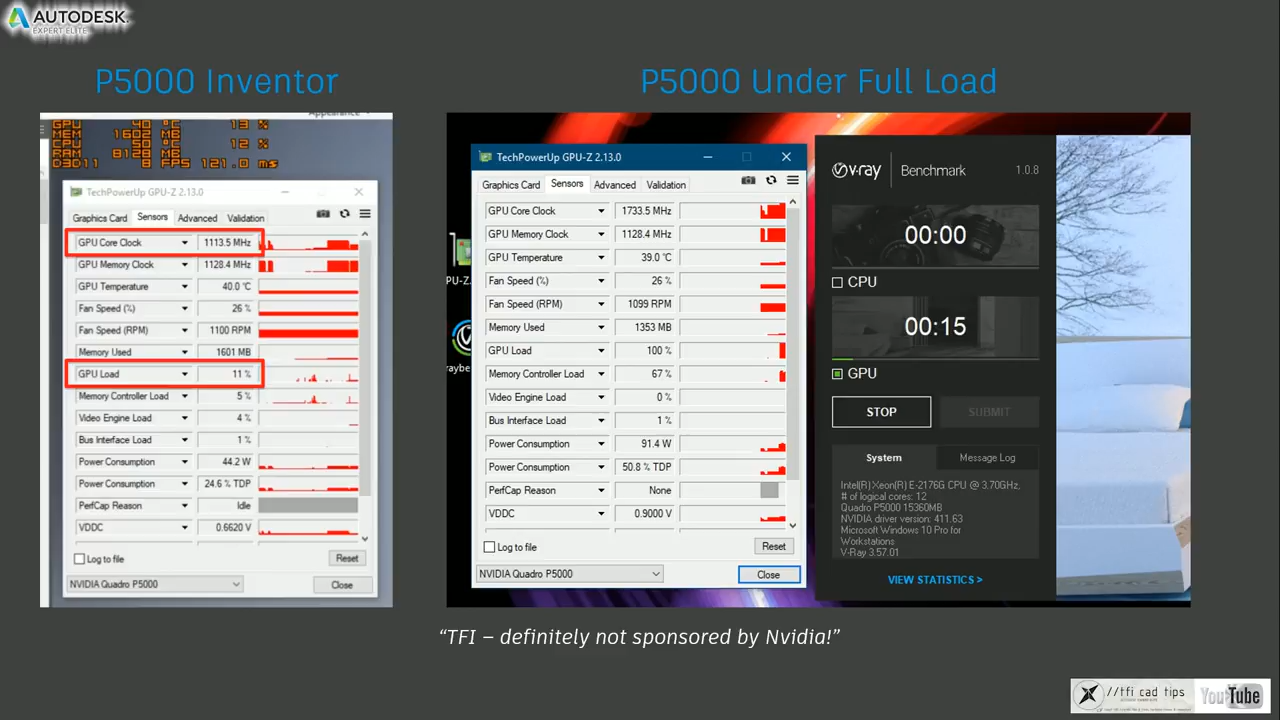 AUTODESK.
EXPERT ELITE
P5000 Inventor
P5000 Under Full Load
Appearance
GPU 40 °C 13 %
MEM 1602 MB
CPU 50 °C 12 %
RAM 8128 MB
D3D11 8 FPS 121.0 ms
TechPowerUp GPU-Z 2.13.0
Graphics Card Sensors Advanced Validation
GPU Core Clock 1113.5 MHz
GPU Memory Clock 1128.4 MHz
GPU Temperature 40.0 °C
Fan Speed (%) 26 %
Fan Speed (RPM) 1100 RPM
Memory Used 1601 MB
GPU Load 11 %
Memory Controller Load 5 %
Video Engine Load 4 %
Bus Interface Load 1 %
Power Consumption 44.2 W
Power Consumption 24.6 % TDP
PerfCap Reason Idle
VDDC 0.6620 V
Log to file
Reset
NVIDIA Quadro P5000
Close
PU-Z.
raybe
TechPowerUp GPU-Z 2.13.0
Graphics Card Sensors Advanced Validation
GPU Core Clock 1733.5 MHz
GPU Memory Clock 1128.4 MHz
GPU Temperature 39.0 °C
Fan Speed (%) 26 %
Fan Speed (RPM) 1099 RPM
Memory Used 1353 MB
GPU Load 100 %
Memory Controller Load 67 %
Video Engine Load 0 %
Bus Interface Load 1 %
Power Consumption 91.4 W
Power Consumption 50.8 % TDP
PerfCap Reason None
VDDC 0.9000 V
Log to file
Reset
NVIDIA Quadro P5000
Close
v·ray Benchmark 1.0.8
00:00
CPU
00:15
GPU
STOP
SUBMIT
System
Message Log
Intel(R) Xeon(R) E-2176G CPU @ 3.70GHz,
# of logical cores: 12
Quadro P5000 15360MB
NVIDIA driver version: 411.63
Microsoft Windows 10 Pro for
Workstations
V-Ray 3.57.01
VIEW STATISTICS >
“TFI – definitely not sponsored by Nvidia!”
//tfi cad tips
YouTube